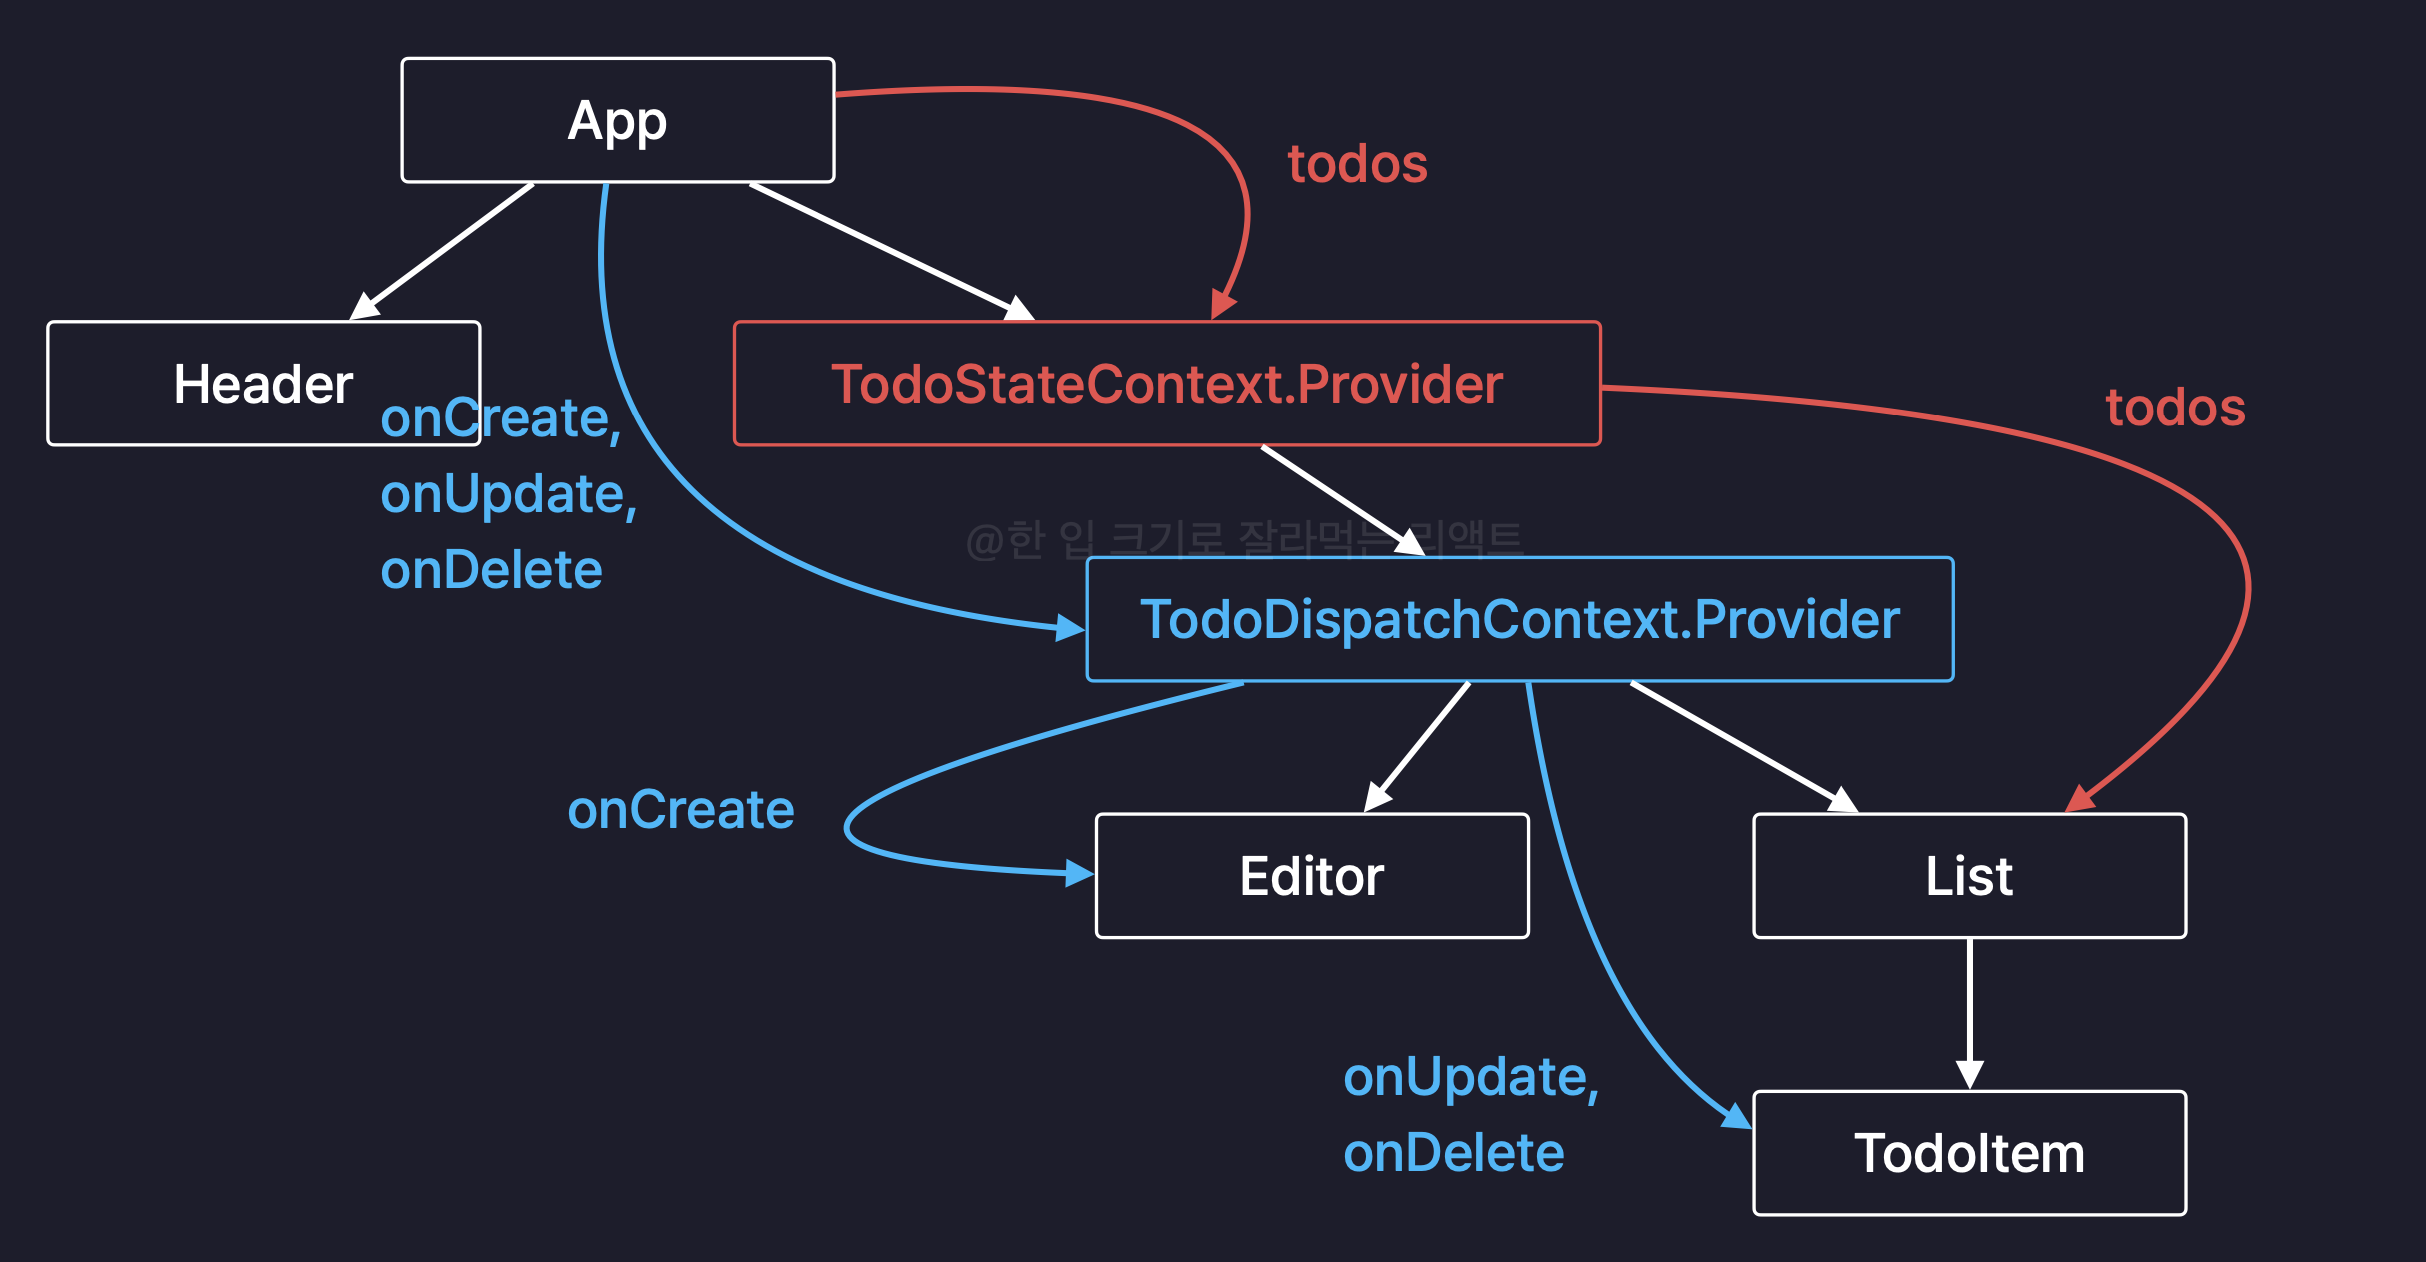 App
todos
Header
TodoStateContext.Provider
todos
onCreate,
onUpdate,
onDelete
@한 입 크기로 잘라먹는 리액트
TodoDispatchContext.Provider
onCreate
Editor
List
onUpdate,
onDelete
TodoItem